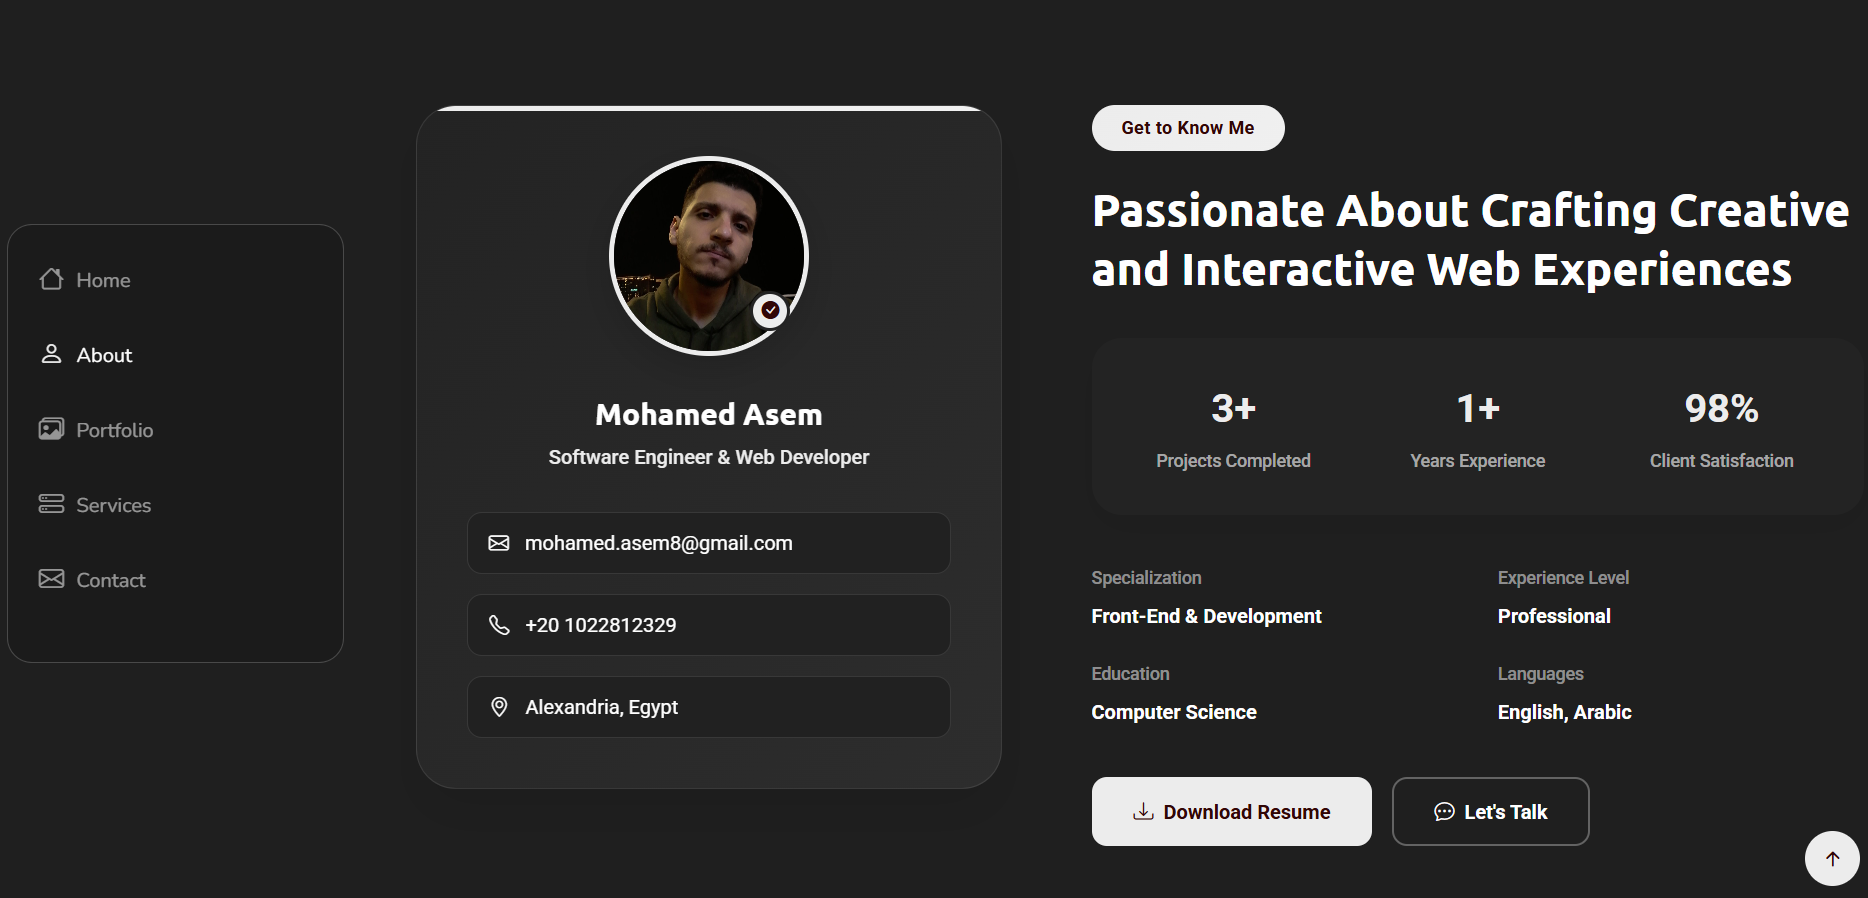 Home
About
Portfolio
Services
Contact
Mohamed Asem
Software Engineer & Web Developer
mohamed.asem8@gmail.com
+20 1022812329
Alexandria, Egypt
Get to Know Me
Passionate About Crafting Creative
and Interactive Web Experiences
3+
Projects Completed
1+
Years Experience
98%
Client Satisfaction
Specialization
Front-End & Development
Experience Level
Professional
Education
Computer Science
Languages
English, Arabic
Download Resume
Let's Talk